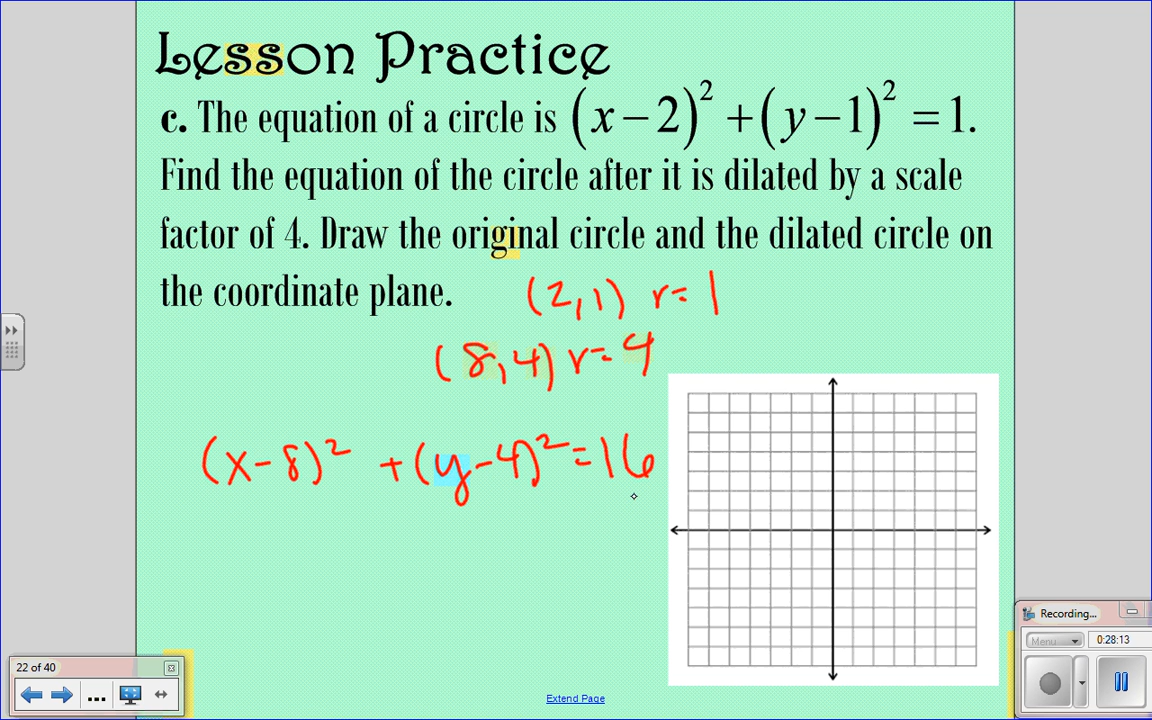 Lesson Practice
c. The equation of a circle is (x−2)² + (y−1)² = 1.
Find the equation of the circle after it is dilated by a scale
factor of 4. Draw the original circle and the dilated circle on
the coordinate plane.
(2,1) r=1
(8,4) r=4
(x-8)² +(y-4)²=16
Recording...
Menu
0:28:13
22 of 40
...
Extend Page